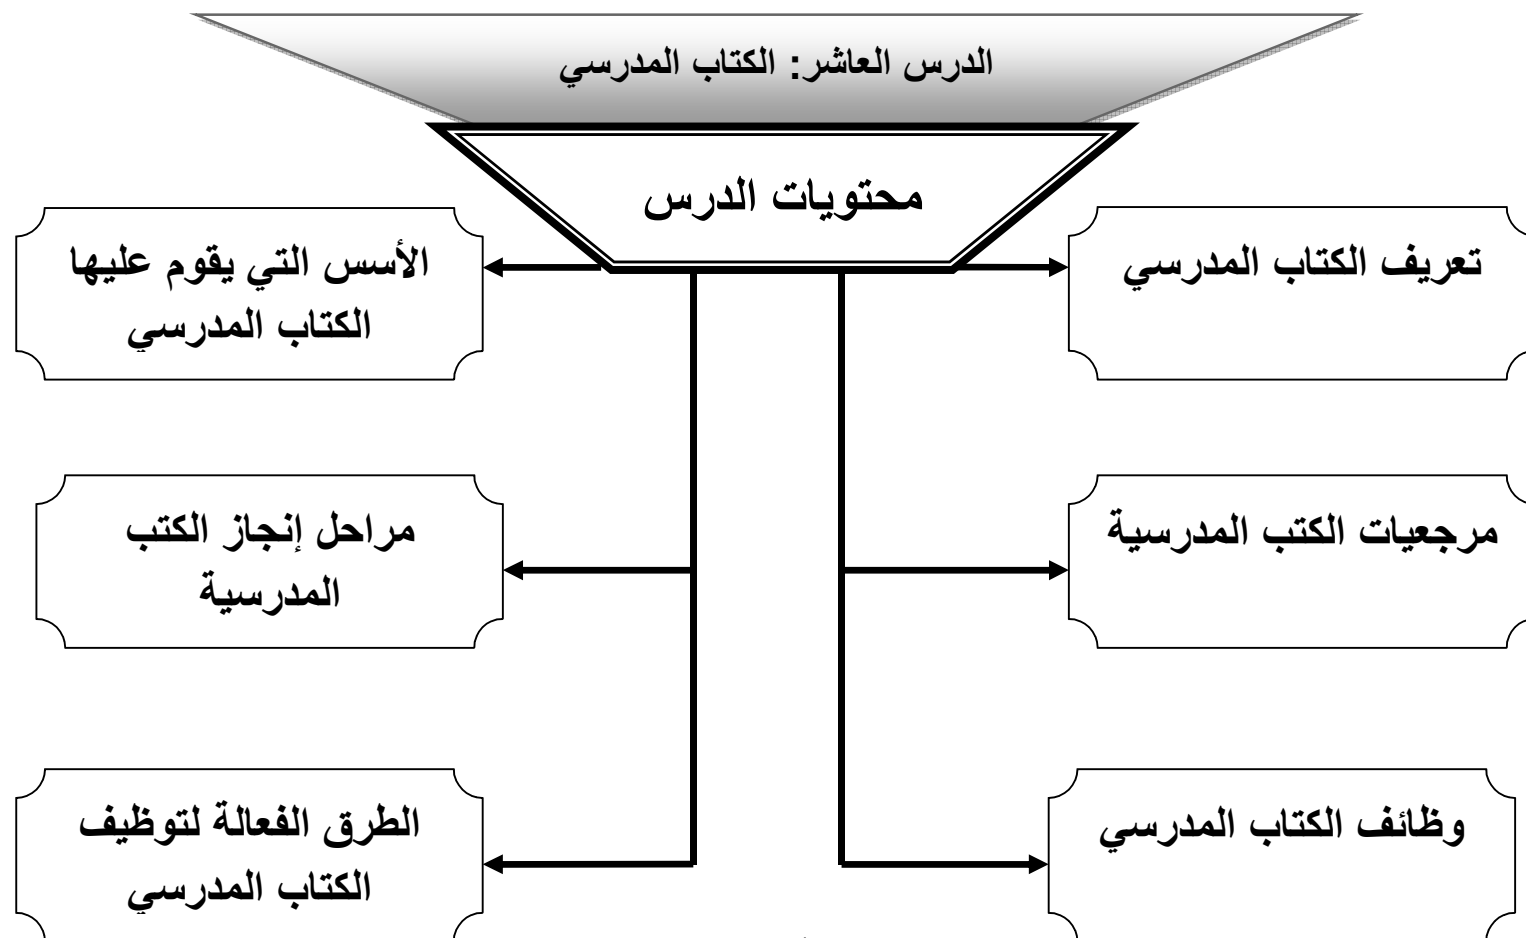 الدرس العاشر: الكتاب المدرسي
محتويات الدرس
تعريف الكتاب المدرسي
الأسس التي يقوم عليها
الكتاب المدرسي
مرجعيات الكتب المدرسية
مراحل إنجاز الكتب
المدرسية
وظائف الكتاب المدرسي
الطرق الفعالة لتوظيف
الكتاب المدرسي